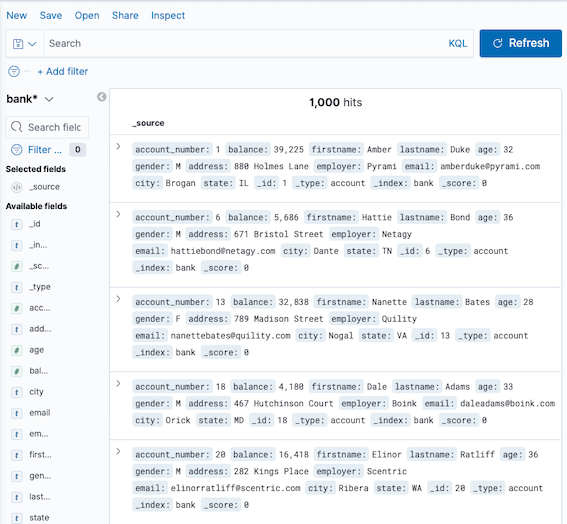 New Save Open Share Inspect
Search KQL Refresh
+ Add filter
bank*
Search field
Filter ... 0
Selected fields
_source
Available fields
t _id
t _in...
# _sc...
t _type
# acc...
t add...
# age
# bal...
t city
t email
t em...
t first...
t gen...
t last...
t state
1,000 hits
_source
account_number: 1 balance: 39,225 firstname: Amber lastname: Duke age: 32
gender: M address: 880 Holmes Lane employer: Pyrami email: amberduke@pyrami.com
city: Brogan state: IL _id: 1 _type: account _index: bank _score: 0
account_number: 6 balance: 5,686 firstname: Hattie lastname: Bond age: 36
gender: M address: 671 Bristol Street employer: Netagy
email: hattiebond@netagy.com city: Dante state: TN _id: 6 _type: account
_index: bank _score: 0
account_number: 13 balance: 32,838 firstname: Nanette lastname: Bates age: 28
gender: F address: 789 Madison Street employer: Quility
email: nanettebates@quility.com city: Nogal state: VA _id: 13 _type: account
_index: bank _score: 0
account_number: 18 balance: 4,180 firstname: Dale lastname: Adams age: 33
gender: M address: 467 Hutchinson Court employer: Boink email: daleadams@boink.com
city: Orick state: MD _id: 18 _type: account _index: bank _score: 0
account_number: 20 balance: 16,418 firstname: Elinor lastname: Ratliff age: 36
gender: M address: 282 Kings Place employer: Scentric
email: elinorratliff@scentric.com city: Ribera state: WA _id: 20 _type: account
_index: bank _score: 0